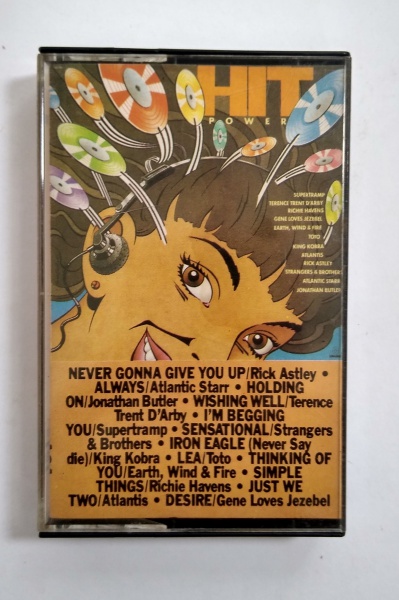 HIT
POWER
SUPERTRAMP
TERENCE TRENT D'ARBY
RICHIE HAVENS
GENE LOVES JEZEBEL
EARTH, WIND & FIRE
TOTO
KING KOBRA
ATLANTIS
RICK ASTLEY
STRANGERS & BROTHERS
ATLANTIC STARR
JONATHAN BUTLER
NEVER GONNA GIVE YOU UP/Rick Astley •
ALWAYS/Atlantic Starr • HOLDING
ON/Jonathan Butler • WISHING WELL/Terence
Trent D'Arby • I'M BEGGING
YOU/Supertramp • SENSATIONAL/Strangers
& Brothers • IRON EAGLE (Never Say
die)/King Kobra • LEA/Toto • THINKING OF
YOU/Earth, Wind & Fire • SIMPLE
THINGS/Richie Havens • JUST WE
TWO/Atlantis • DESIRE/Gene Loves Jezebel